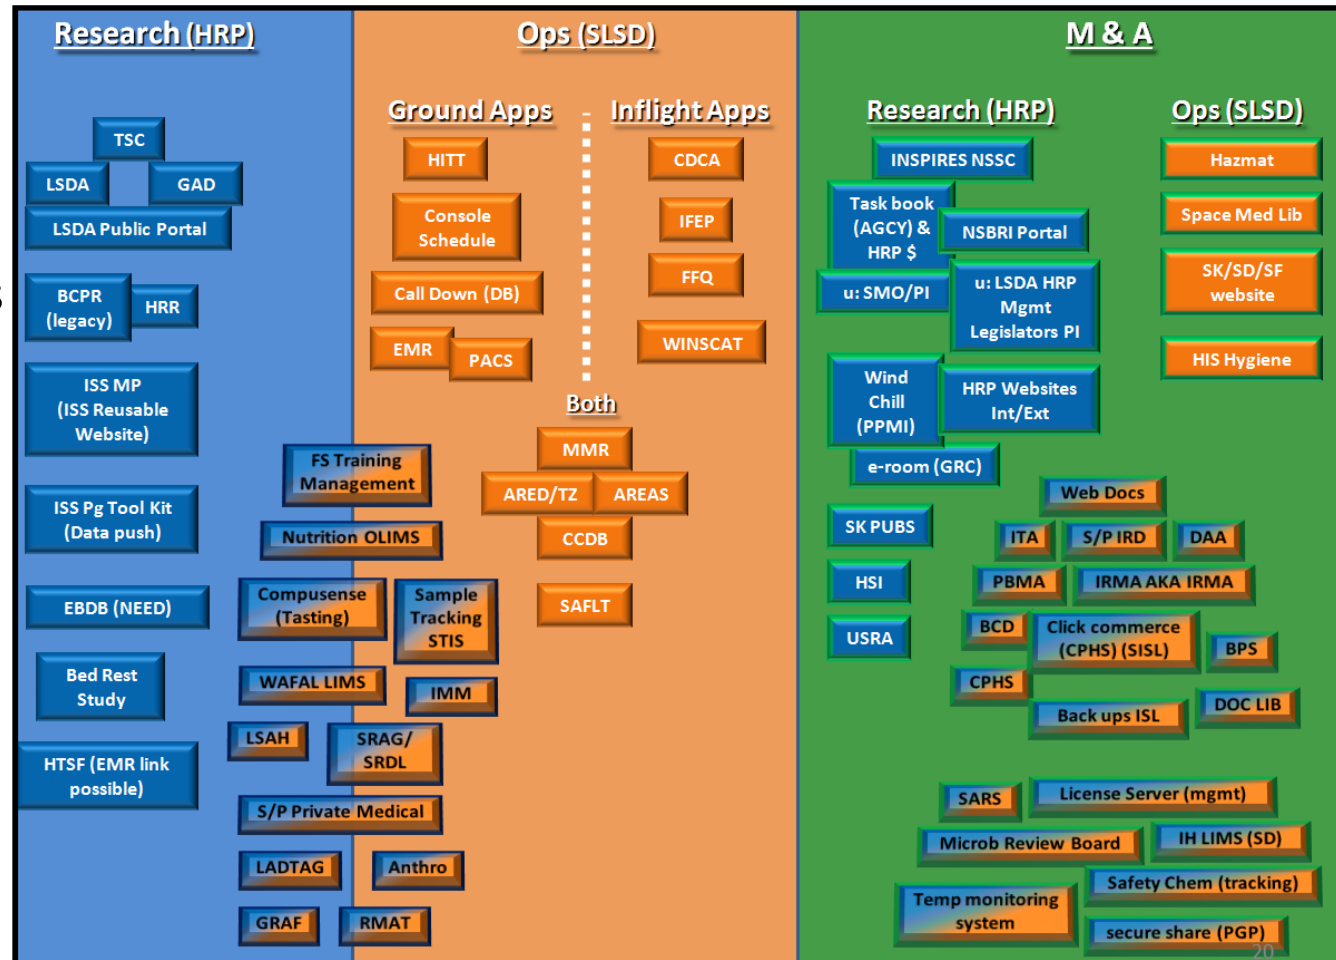 Research (HRP)
TSC
LSDA
GAD
LSDA Public Portal
BCPR
(legacy)
HRR
ISS MP
(ISS Reusable
Website)
ISS Pg Tool Kit
(Data push)
EBDB (NEED)
Bed Rest
Study
HTSF (EMR link
possible)
FS Training
Management
Nutrition OLIMS
Compusense
(Tasting)
Sample
Tracking
STIS
WAFAL LIMS
IMM
LSAH
SRAG/
SRDL
S/P Private Medical
LADTAG
Anthro
GRAF
RMAT
Ops (SLSD)
Ground Apps
HITT
Console
Schedule
Call Down (DB)
EMR
PACS
Inflight Apps
CDCA
IFEP
FFQ
WINSCAT
Both
MMR
ARED/TZ
AREAS
CCDB
SAFLT
M & A
Research (HRP)
INSPIRES NSSC
Task book
(AGCY) &
HRP $
NSBRI Portal
u: SMO/PI
u: LSDA HRP
Mgmt
Legislators PI
Wind
Chill
(PPMI)
HRP Websites
Int/Ext
e-room (GRC)
SK PUBS
HSI
USRA
Ops (SLSD)
Hazmat
Space Med Lib
SK/SD/SF
website
HIS Hygiene
Web Docs
ITA
S/P IRD
DAA
PBMA
IRMA AKA IRMA
BCD
Click commerce
(CPHS) (SISL)
BPS
CPHS
Back ups ISL
DOC LIB
SARS
License Server (mgmt)
Microb Review Board
IH LIMS (SD)
Safety Chem (tracking)
Temp monitoring
system
secure share (PGP)
20